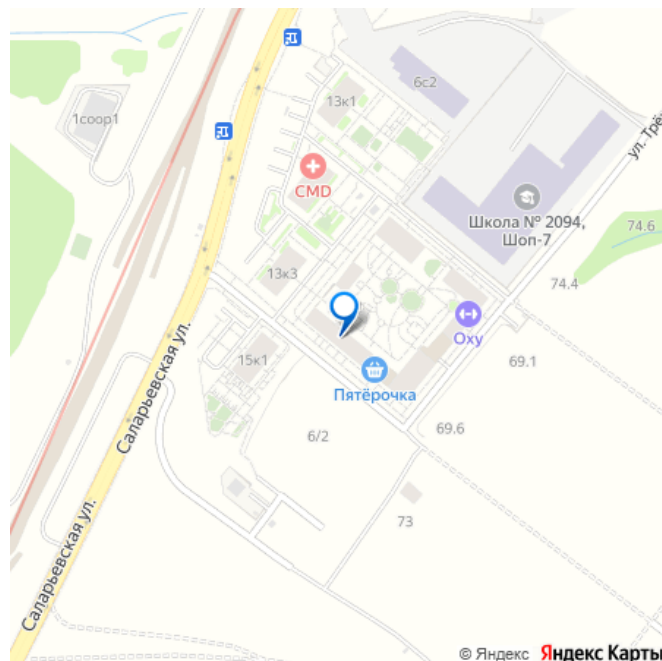 6с2
13к1
1соор1
ул. Трё
CMD
Школа № 2094,
Шоп-7
74.6
13к3
74.4
Oxy
69.1
15к1
Пятёрочка
Саларьевская ул.
6/2
69.6
73
Саларьевская ул.
© Яндекс Яндекс Карты